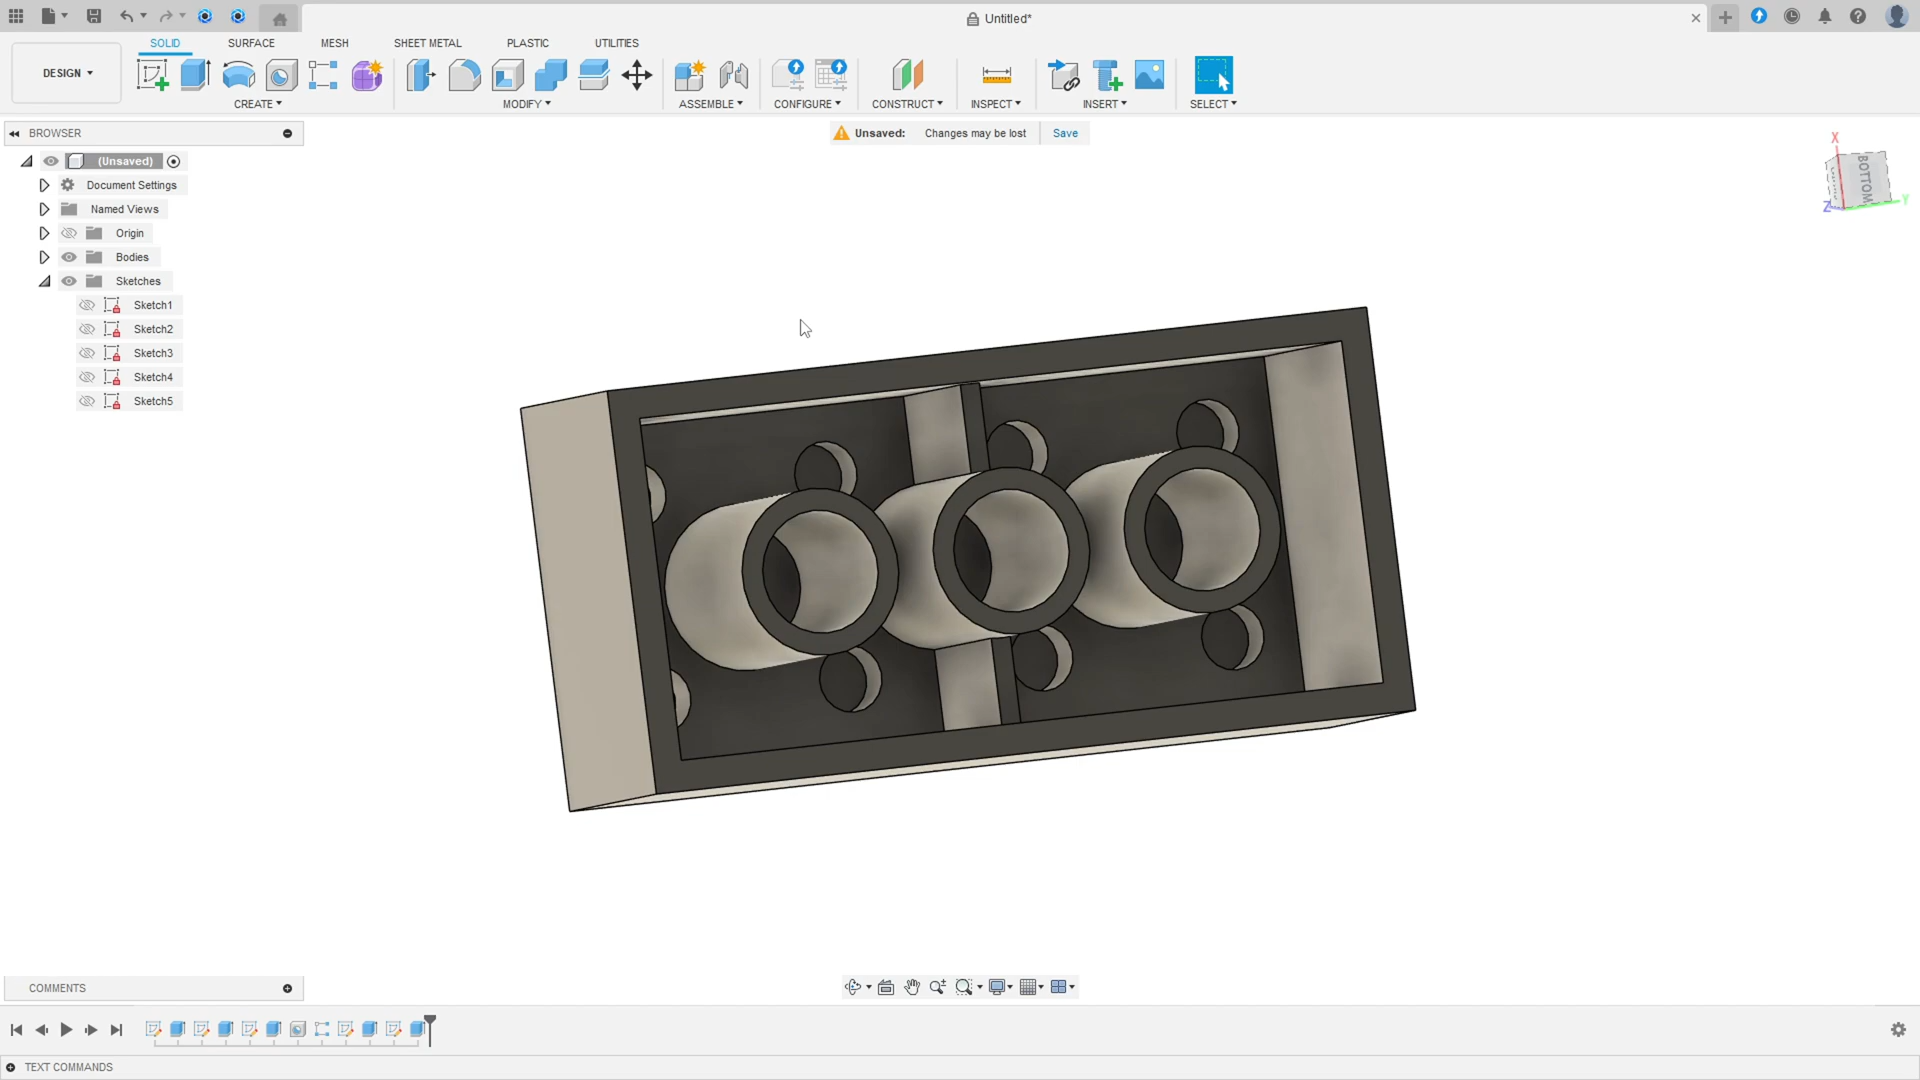 Untitled*
DESIGN
SOLID
SURFACE
MESH
SHEET METAL
PLASTIC
UTILITIES
CREATE
MODIFY
ASSEMBLE
CONFIGURE
CONSTRUCT
INSPECT
INSERT
SELECT
BROWSER
Unsaved: Changes may be lost Save
(Unsaved)
Document Settings
Named Views
Origin
Bodies
Sketches
Sketch1
Sketch2
Sketch3
Sketch4
Sketch5
X
BOTTOM
Y
Z
COMMENTS
TEXT COMMANDS